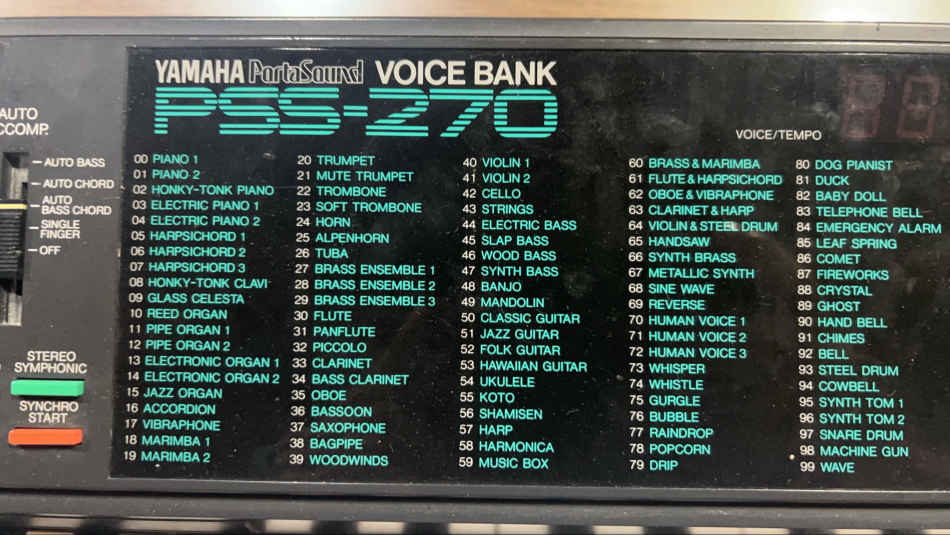 YAMAHA PortaSound VOICE BANK
PSS-270
VOICE/TEMPO
AUTO
AUTO BASS
AUTO CHORD
AUTO
BASS CHORD
SINGLE
FINGER
OFF
STEREO
SYMPHONIC
SYNCHRO
START
00 PIANO 1
01 PIANO 2
02 HONKY-TONK PIANO
03 ELECTRIC PIANO 1
04 ELECTRIC PIANO 2
05 HARPSICHORD 1
06 HARPSICHORD 2
07 HARPSICHORD 3
08 HONKY-TONK CLAVI
09 GLASS CELESTA
10 REED ORGAN
11 PIPE ORGAN 1
12 PIPE ORGAN 2
13 ELECTRONIC ORGAN 1
14 ELECTRONIC ORGAN 2
15 JAZZ ORGAN
16 ACCORDION
17 VIBRAPHONE
18 MARIMBA 1
19 MARIMBA 2
20 TRUMPET
21 MUTE TRUMPET
22 TROMBONE
23 SOFT TROMBONE
24 HORN
25 ALPENHORN
26 TUBA
27 BRASS ENSEMBLE 1
28 BRASS ENSEMBLE 2
29 BRASS ENSEMBLE 3
30 FLUTE
31 PANFLUTE
32 PICCOLO
33 CLARINET
34 BASS CLARINET
35 OBOE
36 BASSOON
37 SAXOPHONE
38 BAGPIPE
39 WOODWINDS
40 VIOLIN 1
41 VIOLIN 2
42 CELLO
43 STRINGS
44 ELECTRIC BASS
45 SLAP BASS
46 WOOD BASS
47 SYNTH BASS
48 BANJO
49 MANDOLIN
50 CLASSIC GUITAR
51 JAZZ GUITAR
52 FOLK GUITAR
53 HAWAIIAN GUITAR
54 UKULELE
55 KOTO
56 SHAMISEN
57 HARP
58 HARMONICA
59 MUSIC BOX
60 BRASS & MARIMBA
61 FLUTE & HARPSICHORD
62 OBOE & VIBRAPHONE
63 CLARINET & HARP
64 VIOLIN & STEEL DRUM
65 HANDSAW
66 SYNTH BRASS
67 METALLIC SYNTH
68 SINE WAVE
69 REVERSE
70 HUMAN VOICE 1
71 HUMAN VOICE 2
72 HUMAN VOICE 3
73 WHISPER
74 WHISTLE
75 GURGLE
76 BUBBLE
77 RAINDROP
78 POPCORN
79 DRIP
80 DOG PIANIST
81 DUCK
82 BABY DOLL
83 TELEPHONE BELL
84 EMERGENCY ALARM
85 LEAF SPRING
86 COMET
87 FIREWORKS
88 CRYSTAL
89 GHOST
90 HAND BELL
91 CHIMES
92 BELL
93 STEEL DRUM
94 COWBELL
95 SYNTH TOM 1
96 SYNTH TOM 2
97 SNARE DRUM
98 MACHINE GUN
99 WAVE